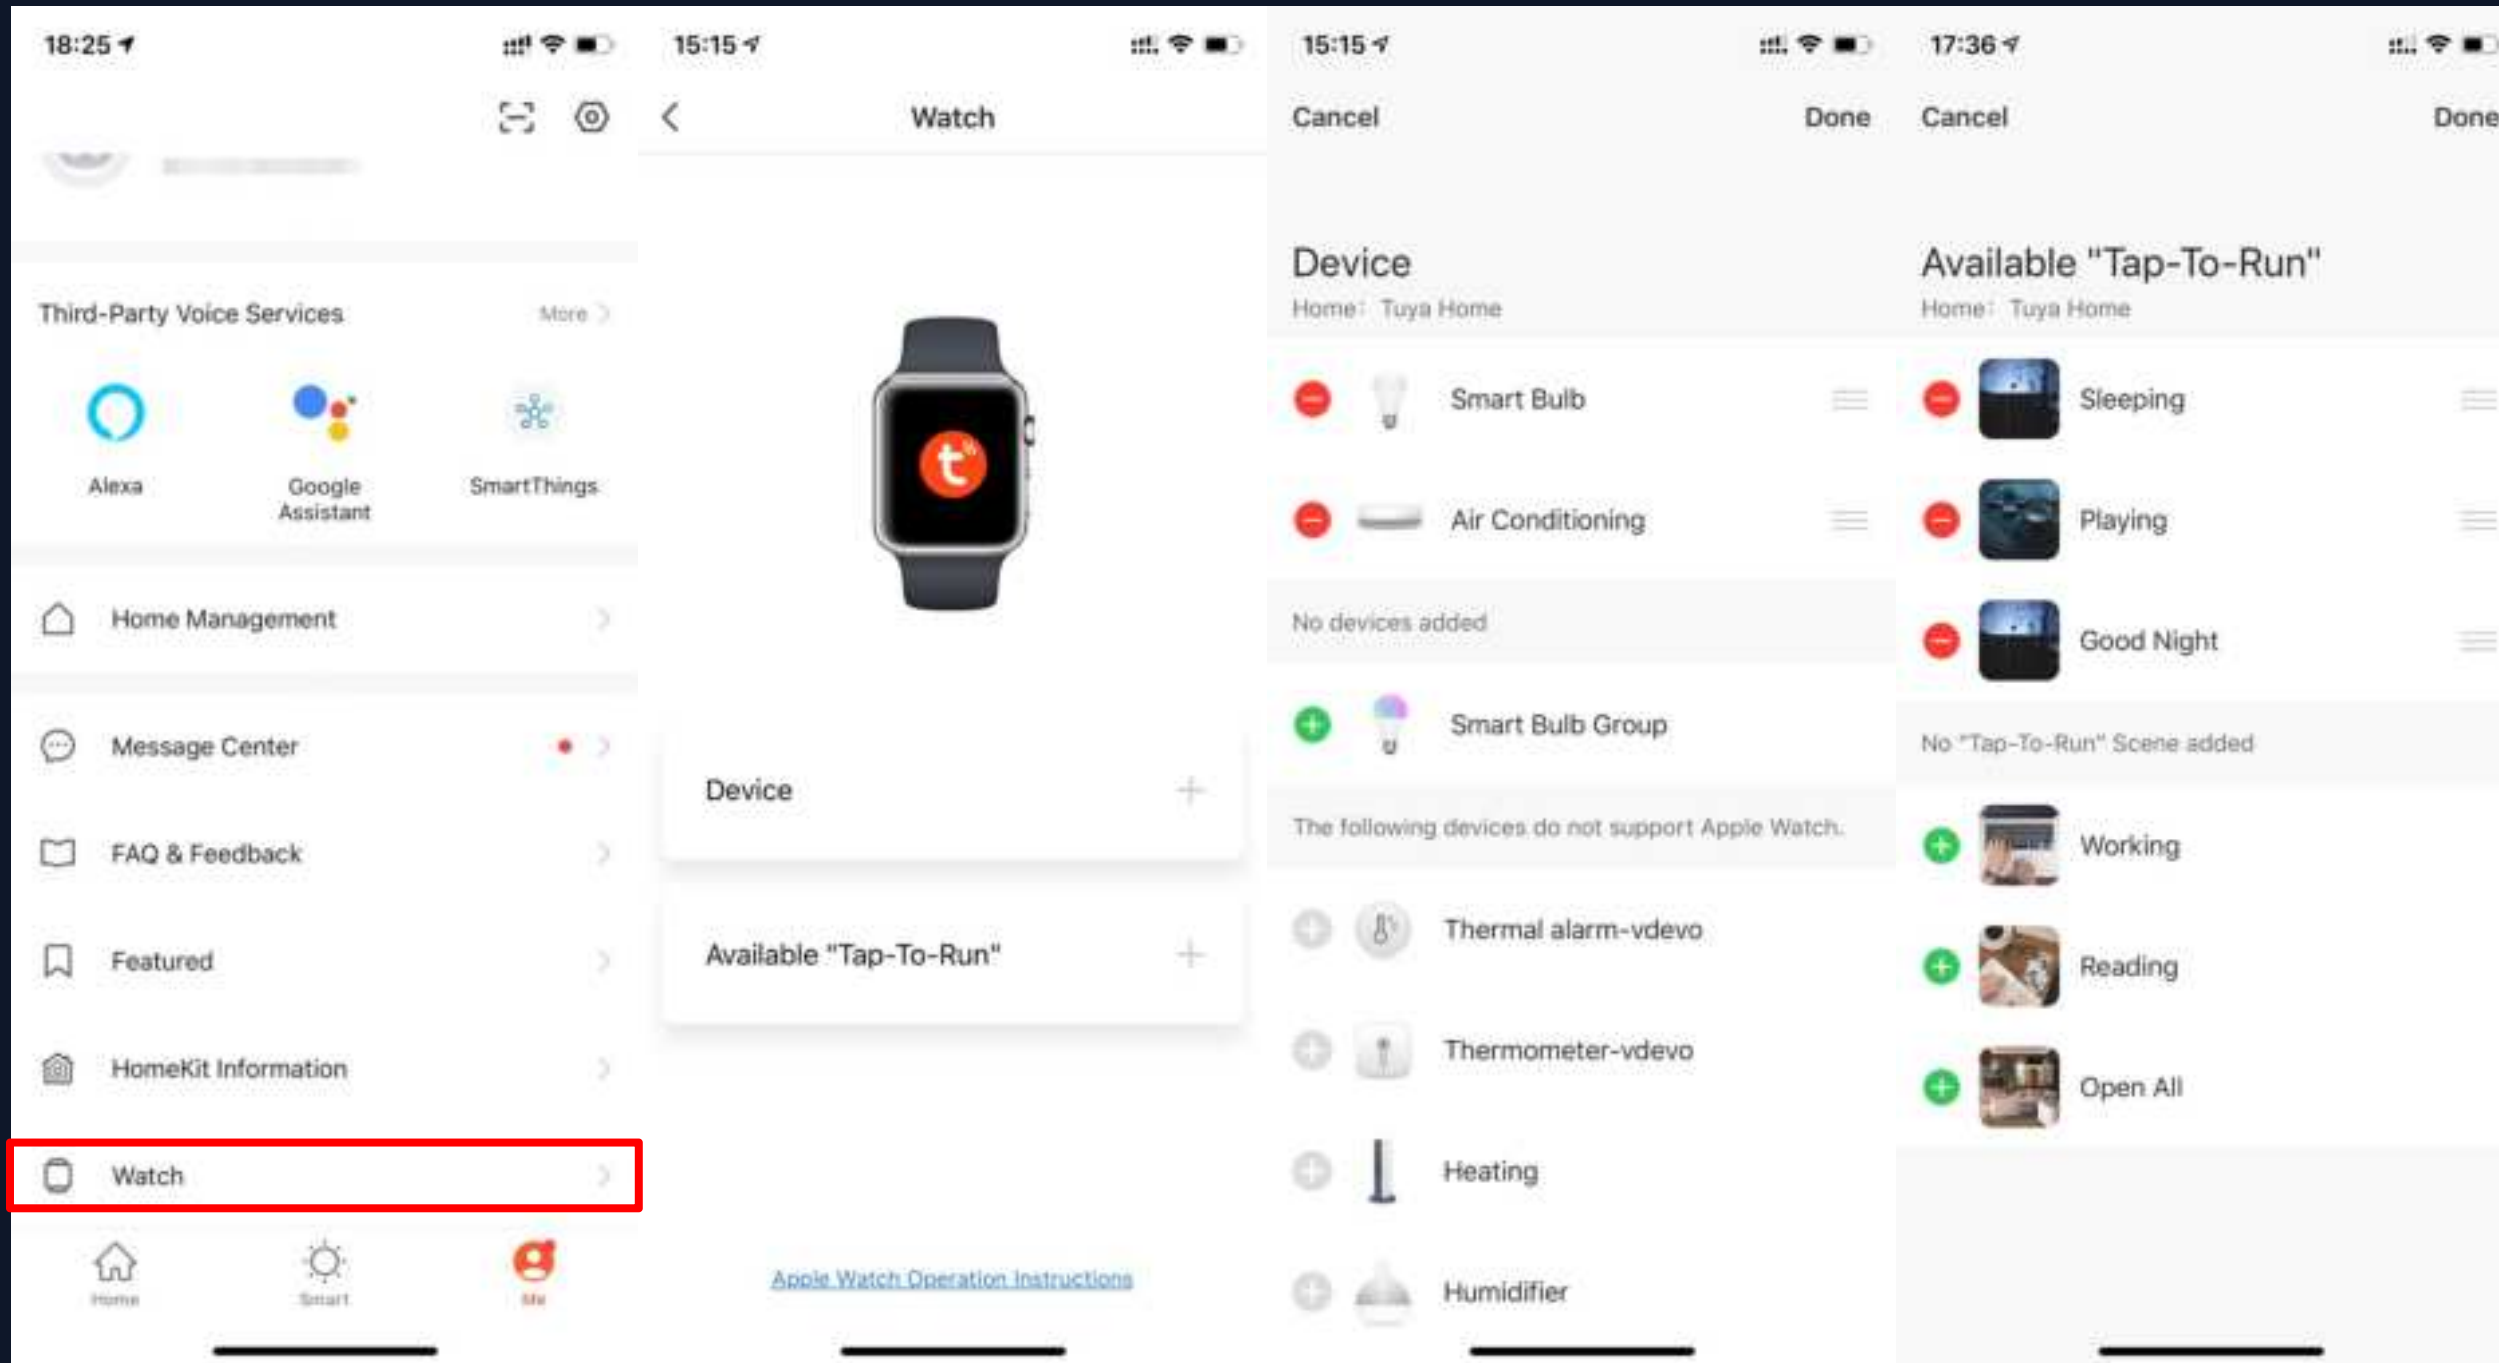 18:25
Third-Party Voice Services
More
Alexa
Google
Assistant
SmartThings
Home Management
Message Center
FAQ & Feedback
Featured
HomeKit Information
Watch
Home
Smart
Me
15:15
Watch
t
Device
Available "Tap-To-Run"
Apple Watch Operation Instructions
15:15
Cancel
Done
Device
Home: Tuya Home
Smart Bulb
Air Conditioning
No devices added
Smart Bulb Group
The following devices do not support Apple Watch.
Thermal alarm-vdevo
Thermometer-vdevo
Heating
Humidifier
17:36
Cancel
Done
Available "Tap-To-Run"
Home: Tuya Home
Sleeping
Playing
Good Night
No "Tap-To-Run" Scene added
Working
Reading
Open All